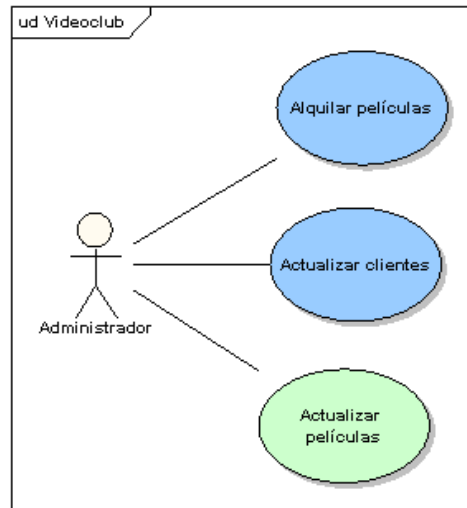 ud Videoclub
Alquilar películas
Actualizar clientes
Administrador
Actualizar
películas